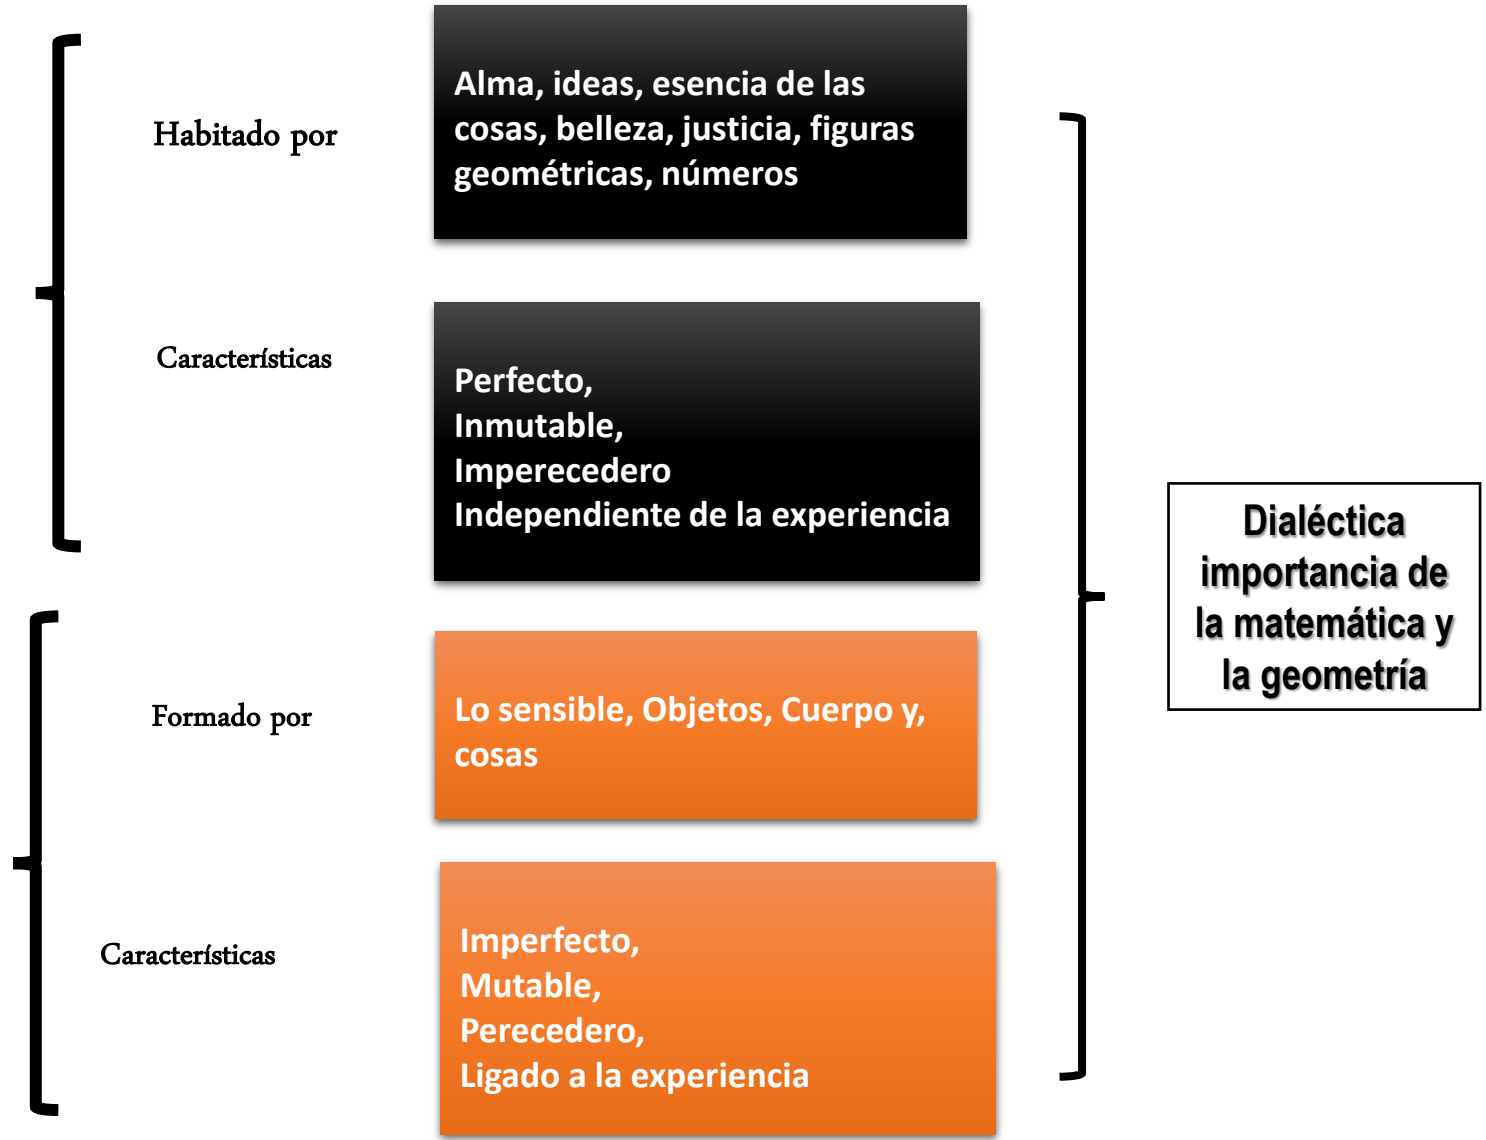 Habitado por
Alma, ideas, esencia de las
cosas, belleza, justicia, figuras
geométricas, números
Características
Perfecto,
Inmutable,
Imperecedero
Independiente de la experiencia
Formado por
Lo sensible, Objetos, Cuerpo y,
cosas
Características
Imperfecto,
Mutable,
Perecedero,
Ligado a la experiencia
Dialéctica
importancia de
la matemática y
la geometría